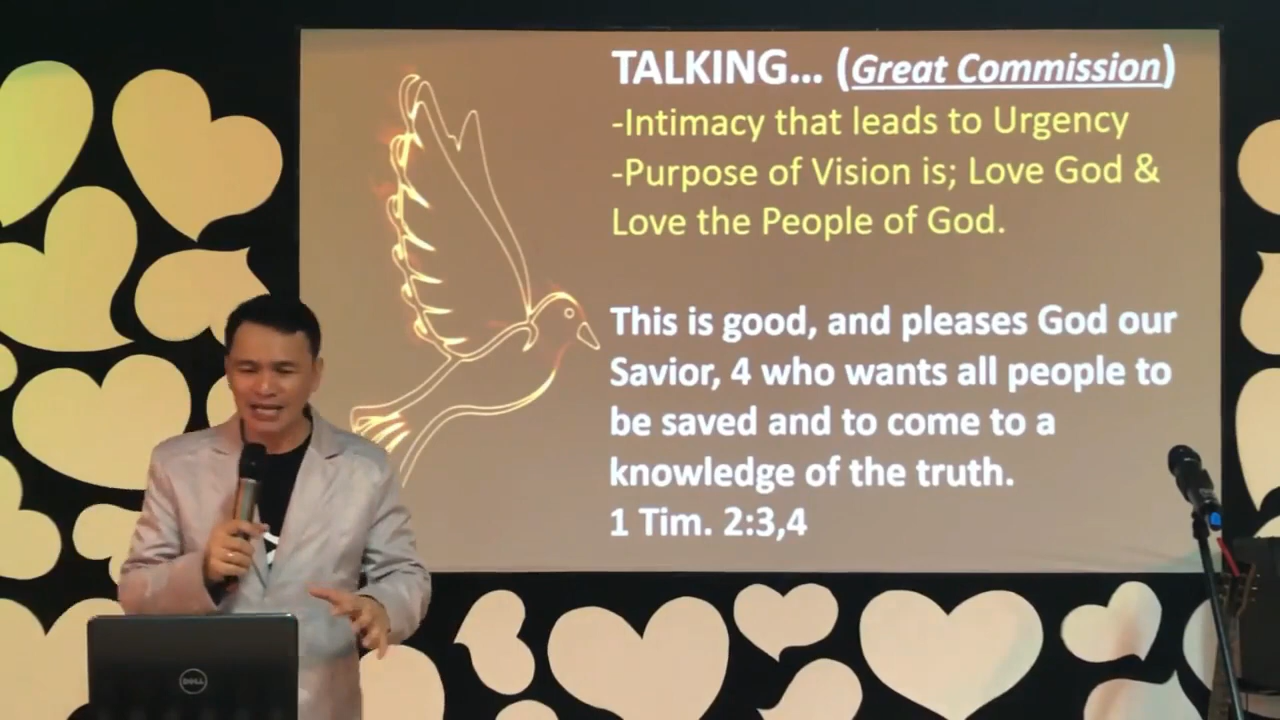 TALKING... (Great Commission)
-Intimacy that leads to Urgency
-Purpose of Vision is; Love God &
Love the People of God.
This is good, and pleases God our
Savior, 4 who wants all people to
be saved and to come to a
knowledge of the truth.
1 Tim. 2:3,4
DELL